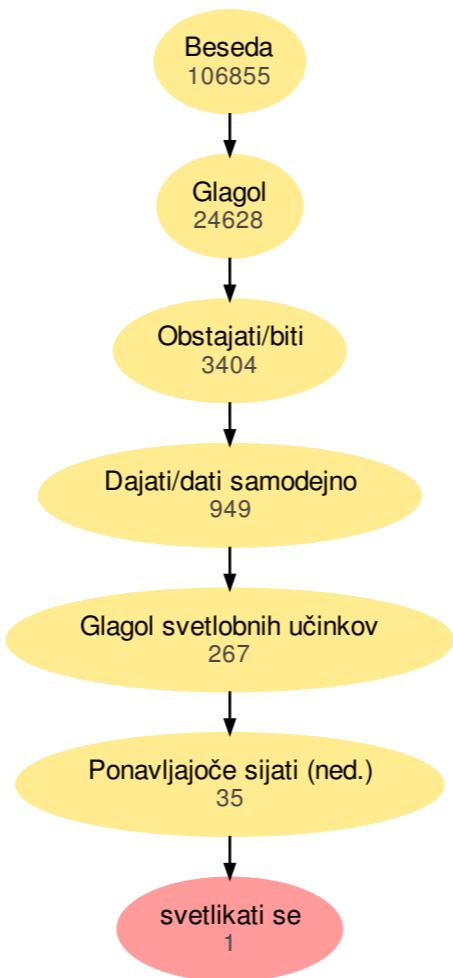 Beseda
106855
Glagol
24628
Obstajati/biti
3404
Dajati/dati samodejno
949
Glagol svetlobnih učinkov
267
Ponavljajoče sijati (ned.)
35
svetlikati se
1